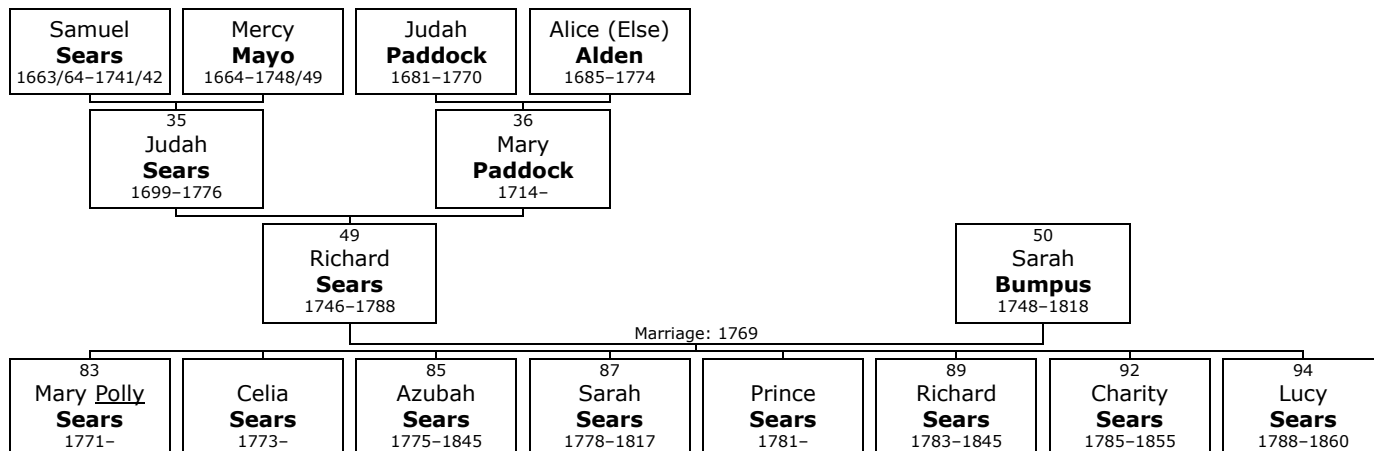 Samuel
Sears
1663/64–1741/42
Mercy
Mayo
1664–1748/49
Judah
Paddock
1681–1770
Alice (Else)
Alden
1685–1774
35
Judah
Sears
1699–1776
36
Mary
Paddock
1714–
49
Richard
Sears
1746–1788
50
Sarah
Bumpus
1748–1818
Marriage: 1769
83
Mary Polly
Sears
1771–
Celia
Sears
1773–
85
Azubah
Sears
1775–1845
87
Sarah
Sears
1778–1817
Prince
Sears
1781–
89
Richard
Sears
1783–1845
92
Charity
Sears
1785–1855
94
Lucy
Sears
1788–1860